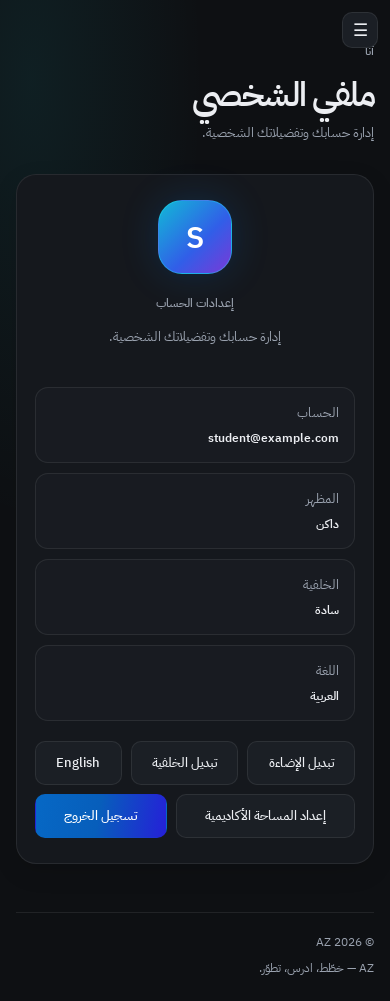 ☰
أنا
ملفي الشخصي
إدارة حسابك وتفضيلاتك الشخصية.
S
إعدادات الحساب
إدارة حسابك وتفضيلاتك الشخصية.
الحساب
student@example.com
المظهر
داكن
الخلفية
سادة
اللغة
العربية
تبديل الإضاءة
تبديل الخلفية
English
إعداد المساحة الأكاديمية
تسجيل الخروج
© 2026 AZ
AZ — خطّط، ادرس، تطوّر.